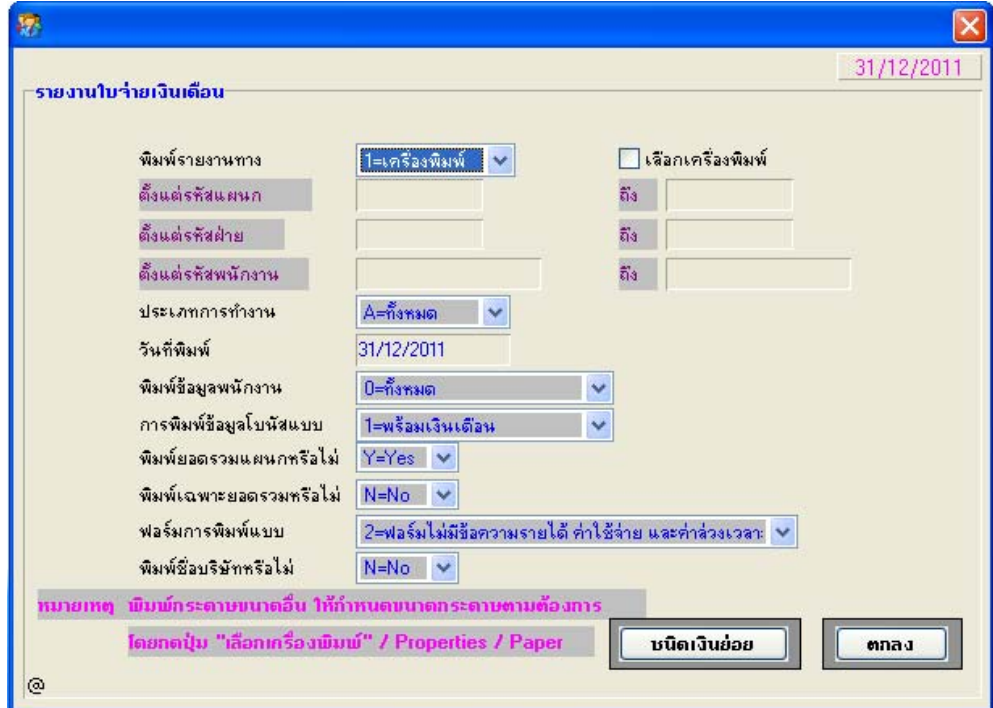 31/12/2011
รายงานใบจ่ายเงินเดือน
พิมพ์รายงานทาง 1=เครื่องพิมพ์ เลือกเครื่องพิมพ์
ตั้งแต่รหัสแผนก ถึง
ตั้งแต่รหัสฝ่าย ถึง
ตั้งแต่รหัสพนักงาน ถึง
ประเภทการทำงาน A=ทั้งหมด
วันที่พิมพ์ 31/12/2011
พิมพ์ข้อมูลพนักงาน 0=ทั้งหมด
การพิมพ์ข้อมูลโบนัสแบบ 1=พร้อมเงินเดือน
พิมพ์ยอดรวมแผนกหรือไม่ Y=Yes
พิมพ์เฉพาะยอดรวมหรือไม่ N=No
ฟอร์มการพิมพ์แบบ 2=ฟอร์มไม่มีข้อความรายได้ ค่าใช้จ่าย และค่าล่วงเวลา
พิมพ์ชื่อบริษัทหรือไม่ N=No
หมายเหตุ พิมพ์กระดาษขนาดอื่น ให้กำหนดขนาดกระดาษตามต้องการ
โดยกดปุ่ม "เลือกเครื่องพิมพ์" / Properties / Paper ชนิดเงินย่อย ตกลง
@